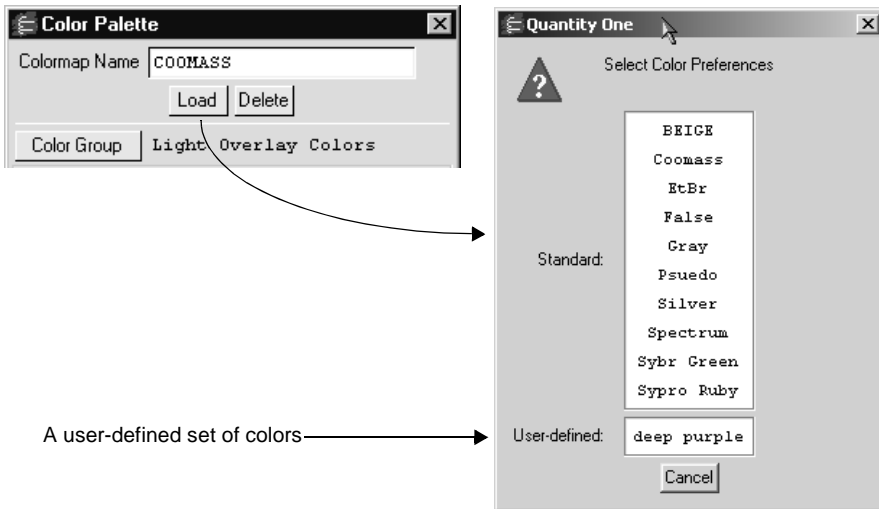 Color Palette
Colormap Name COOMASS
Load Delete
Color Group Light Overlay Colors
Quantity One
Select Color Preferences
Standard:
BEIGE
Coomass
EtBr
False
Gray
Psuedo
Silver
Spectrum
Sybr Green
Sypro Ruby
A user-defined set of colors
User-defined: deep purple
Cancel